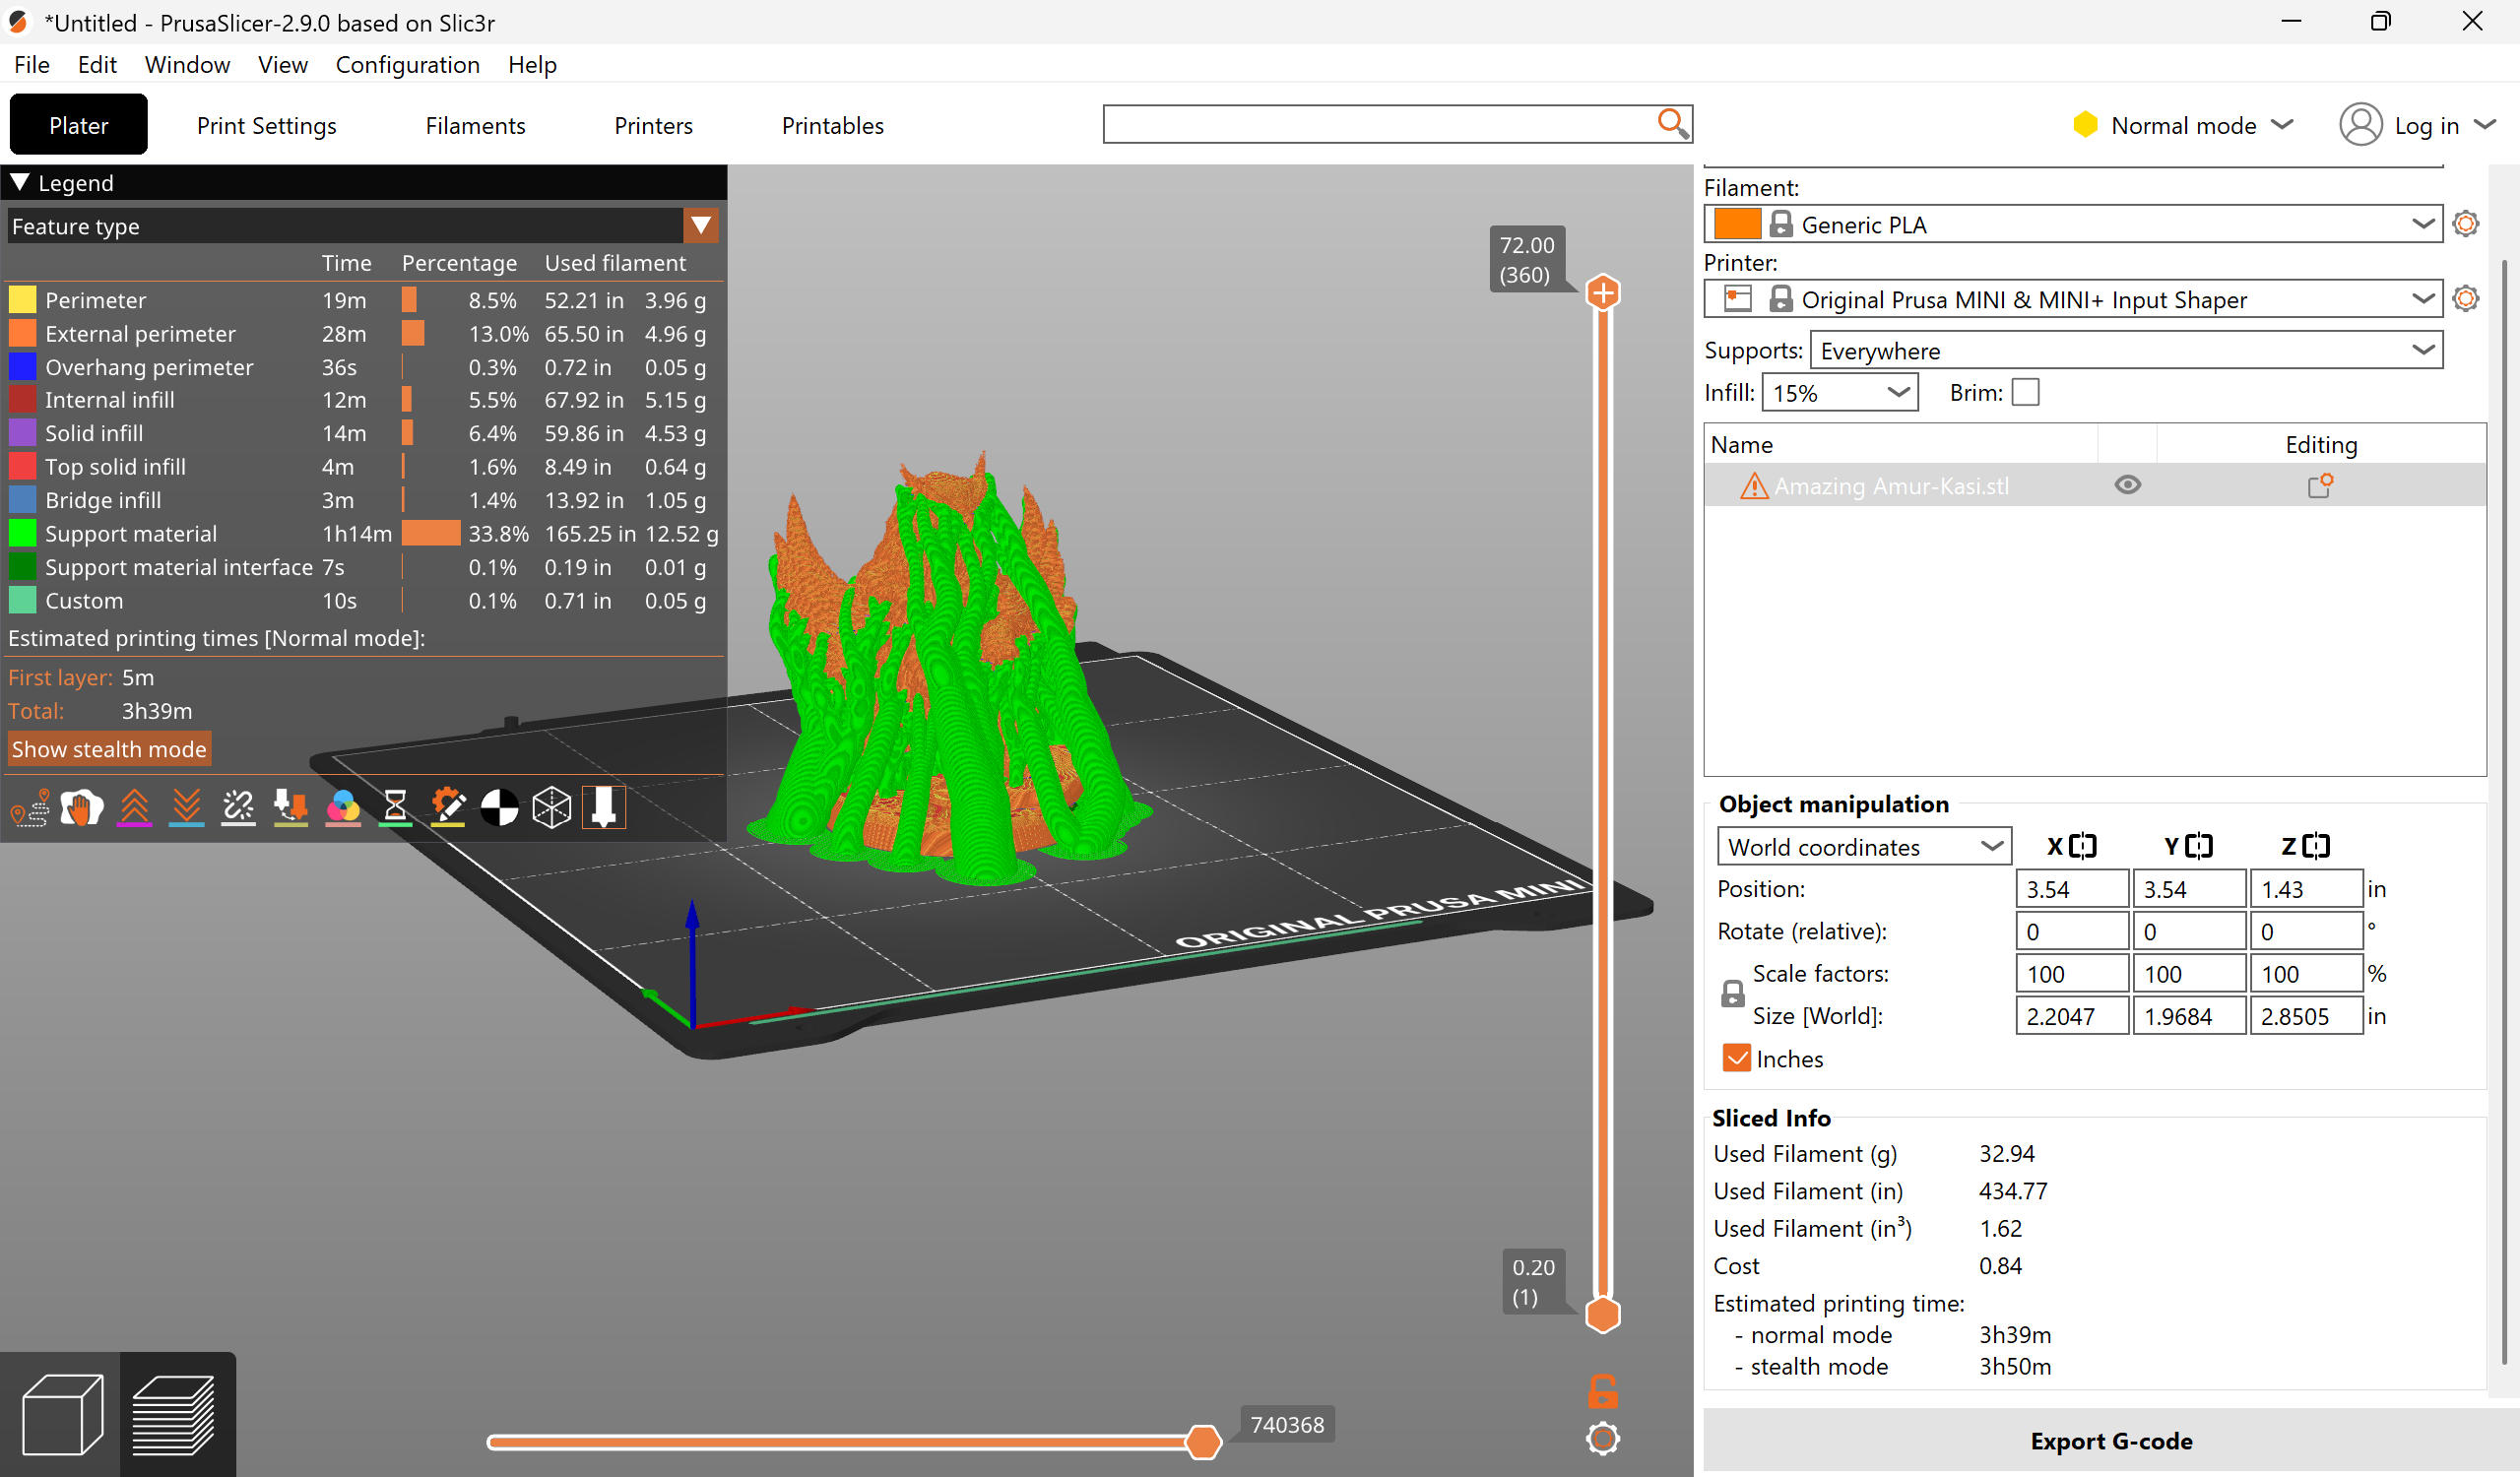 *Untitled - PrusaSlicer-2.9.0 based on Slic3r
File Edit Window View Configuration Help
Plater Print Settings Filaments Printers Printables Normal mode Log in
Legend
Feature type
Time Percentage Used filament
Perimeter 19m 8.5% 52.21 in 3.96 g
External perimeter 28m 13.0% 65.50 in 4.96 g
Overhang perimeter 36s 0.3% 0.72 in 0.05 g
Internal infill 12m 5.5% 67.92 in 5.15 g
Solid infill 14m 6.4% 59.86 in 4.53 g
Top solid infill 4m 1.6% 8.49 in 0.64 g
Bridge infill 3m 1.4% 13.92 in 1.05 g
Support material 1h14m 33.8% 165.25 in 12.52 g
Support material interface 7s 0.1% 0.19 in 0.01 g
Custom 10s 0.1% 0.71 in 0.05 g
Estimated printing times [Normal mode]:
First layer: 5m
Total: 3h39m
Show stealth mode
72.00
(360)
ORIGINAL PRUSA MINI
0.20
(1)
740368
Filament:
Generic PLA
Printer:
Original Prusa MINI & MINI+ Input Shaper
Supports: Everywhere
Infill: 15% Brim:
Name Editing
Amazing Amur-Kasi.stl
Object manipulation
World coordinates X Y Z
Position: 3.54 3.54 1.43 in
Rotate (relative): 0 0 0 °
Scale factors: 100 100 100 %
Size [World]: 2.2047 1.9684 2.8505 in
Inches
Sliced Info
Used Filament (g) 32.94
Used Filament (in) 434.77
Used Filament (in³) 1.62
Cost 0.84
Estimated printing time:
- normal mode 3h39m
- stealth mode 3h50m
Export G-code